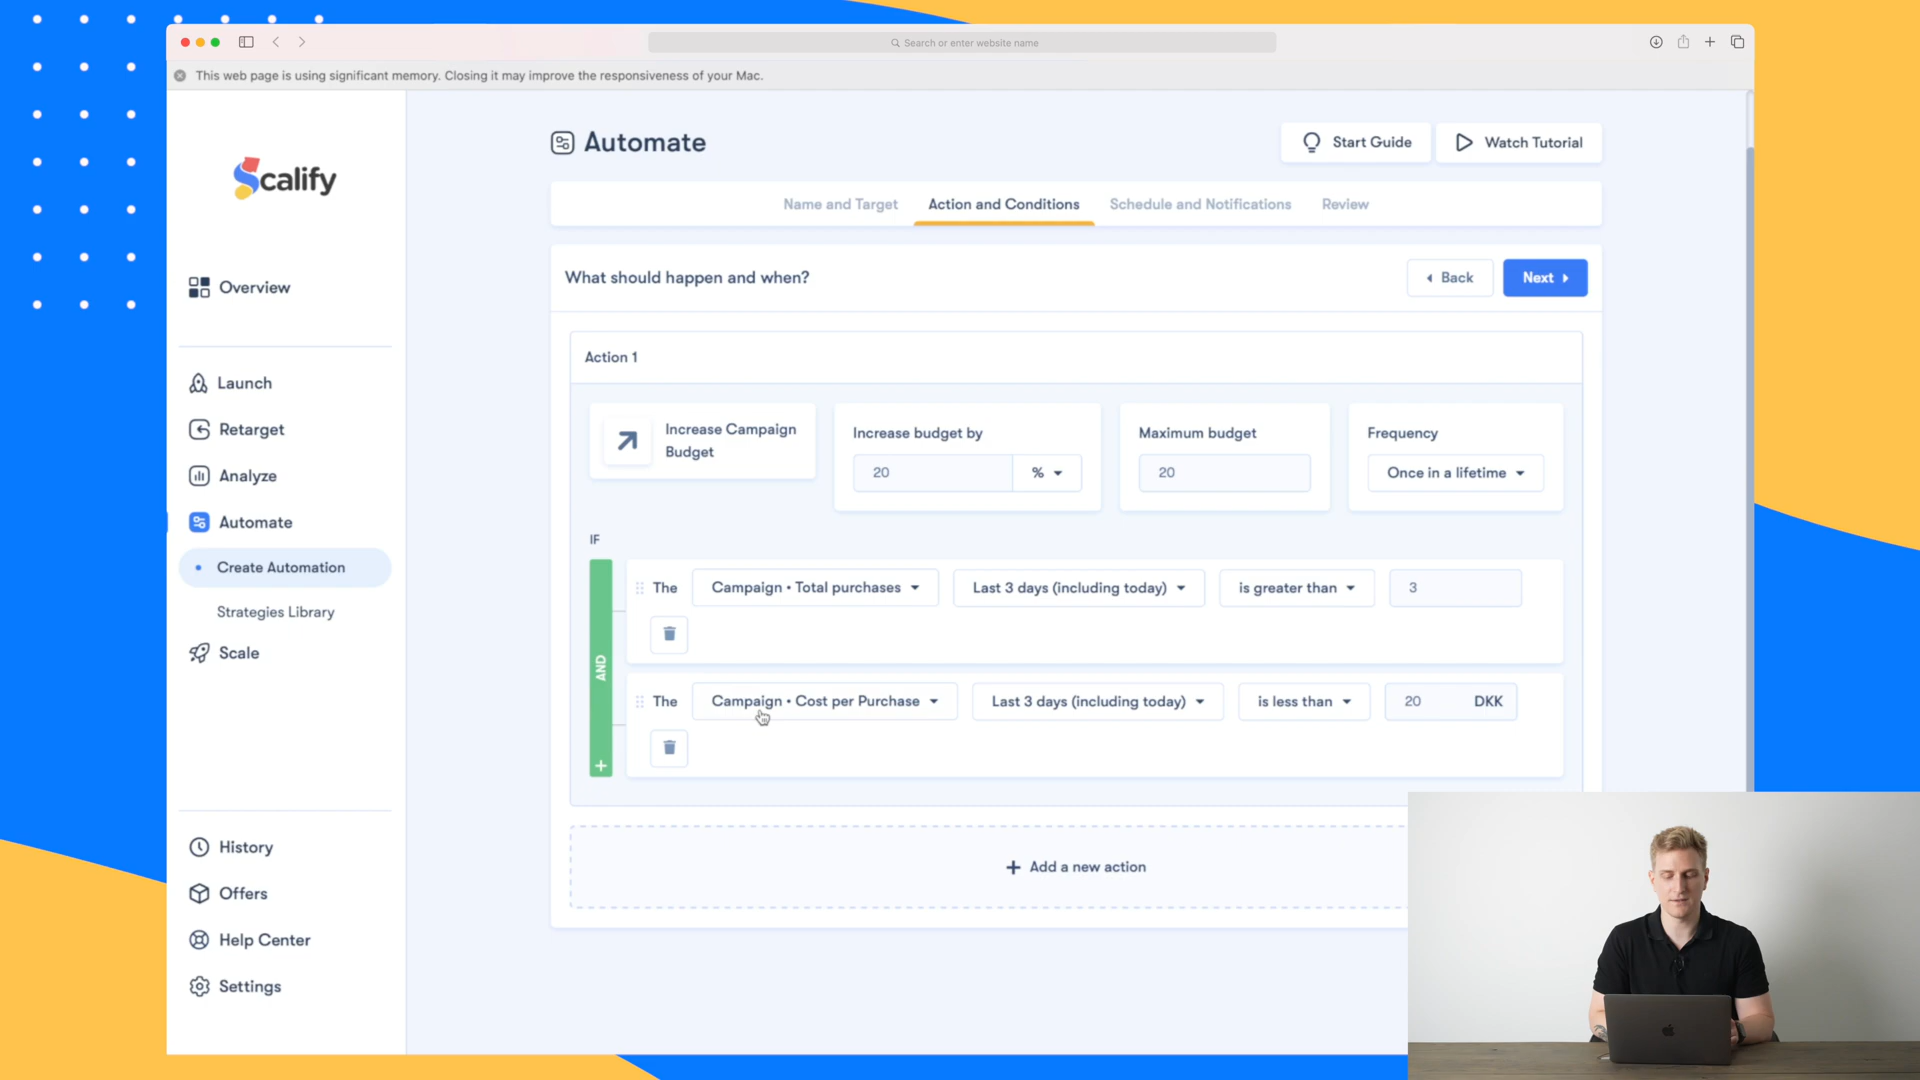 Search or enter website name
This web page is using significant memory. Closing it may improve the responsiveness of your Mac.
Scalify
Overview
Launch
Retarget
Analyze
Automate
Create Automation
Strategies Library
Scale
History
Offers
Help Center
Settings
Automate
Start Guide
Watch Tutorial
Name and Target
Action and Conditions
Schedule and Notifications
Review
What should happen and when?
Back
Next
Action 1
Increase Campaign
Budget
Increase budget by
20
%
Maximum budget
20
Frequency
Once in a lifetime
IF
AND
The Campaign • Total purchases Last 3 days (including today) is greater than 3
The Campaign • Cost per Purchase Last 3 days (including today) is less than 20 DKK
+ Add a new action